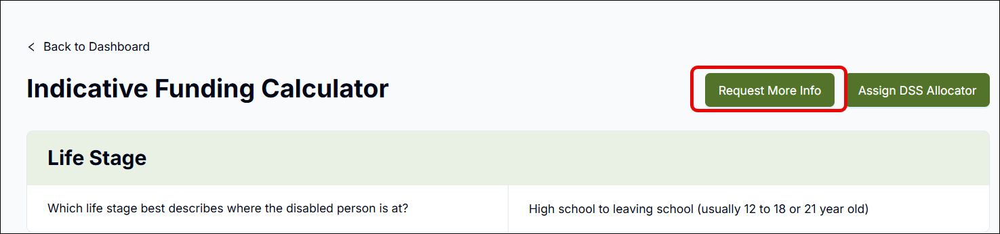 Back to Dashboard
Indicative Funding Calculator
Request More Info
Assign DSS Allocator
Life Stage
Which life stage best describes where the disabled person is at?
High school to leaving school (usually 12 to 18 or 21 year old)